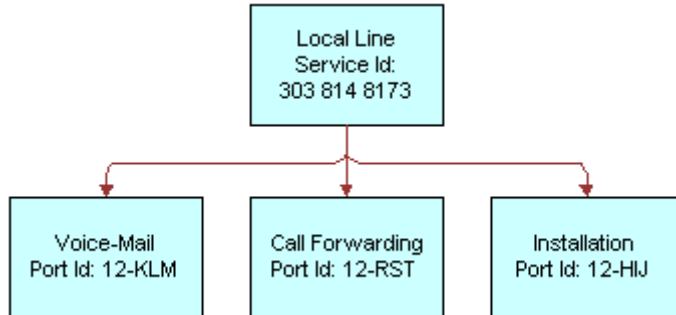 Local Line
Service Id:
303 814 8173
Voice-Mail
Port Id: 12-KLM
Call Forwarding
Port Id: 12-RST
Installation
Port Id: 12-HIJ